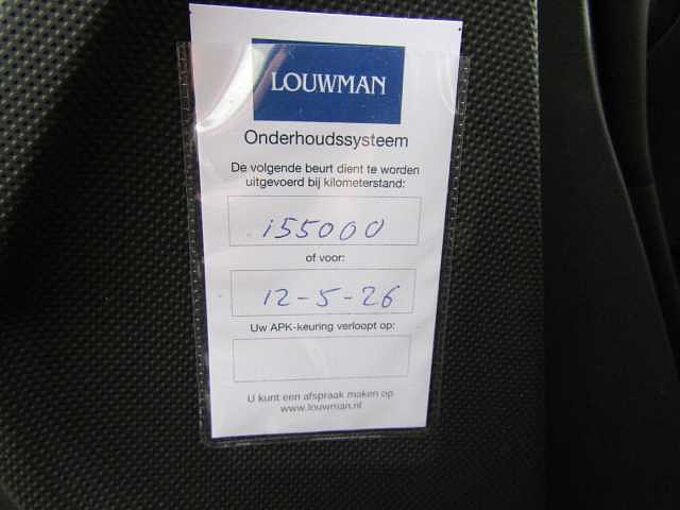 LOUWMAN
Onderhoudssysteem
De volgende beurt dient te worden
uitgevoerd bij kilometerstand:
155000
of voor:
12-5-26
Uw APK-keuring verloopt op:
U kunt een afspraak maken op
www.louwman.nl